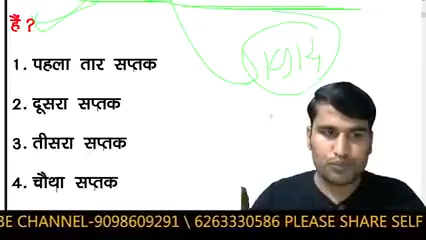 हैं ?
1. पहला तार सप्तक
2. दूसरा सप्तक
3. तीसरा सप्तक
4. चौथा सप्तक
BE CHANNEL-9098609291 \ 6263330586 PLEASE SHARE SELF